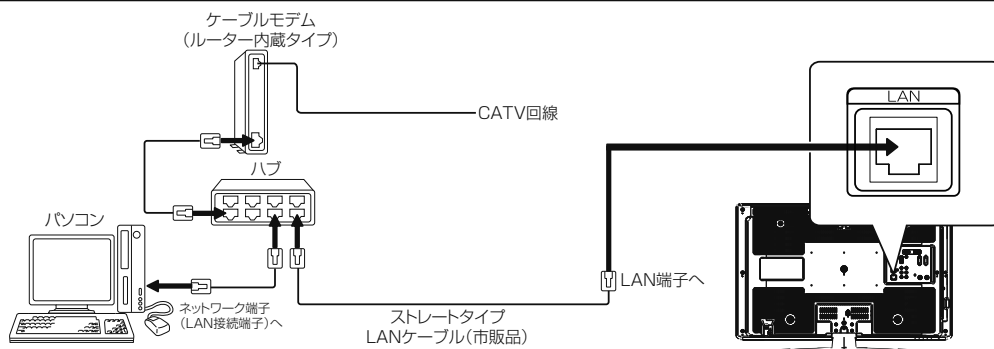 ケーブルモデム
(ルーター内蔵タイプ)
CATV回線
LAN
ハブ
パソコン
LAN端子へ
ネットワーク端子
(LAN接続端子)へ
ストレートタイプ
LANケーブル(市販品)